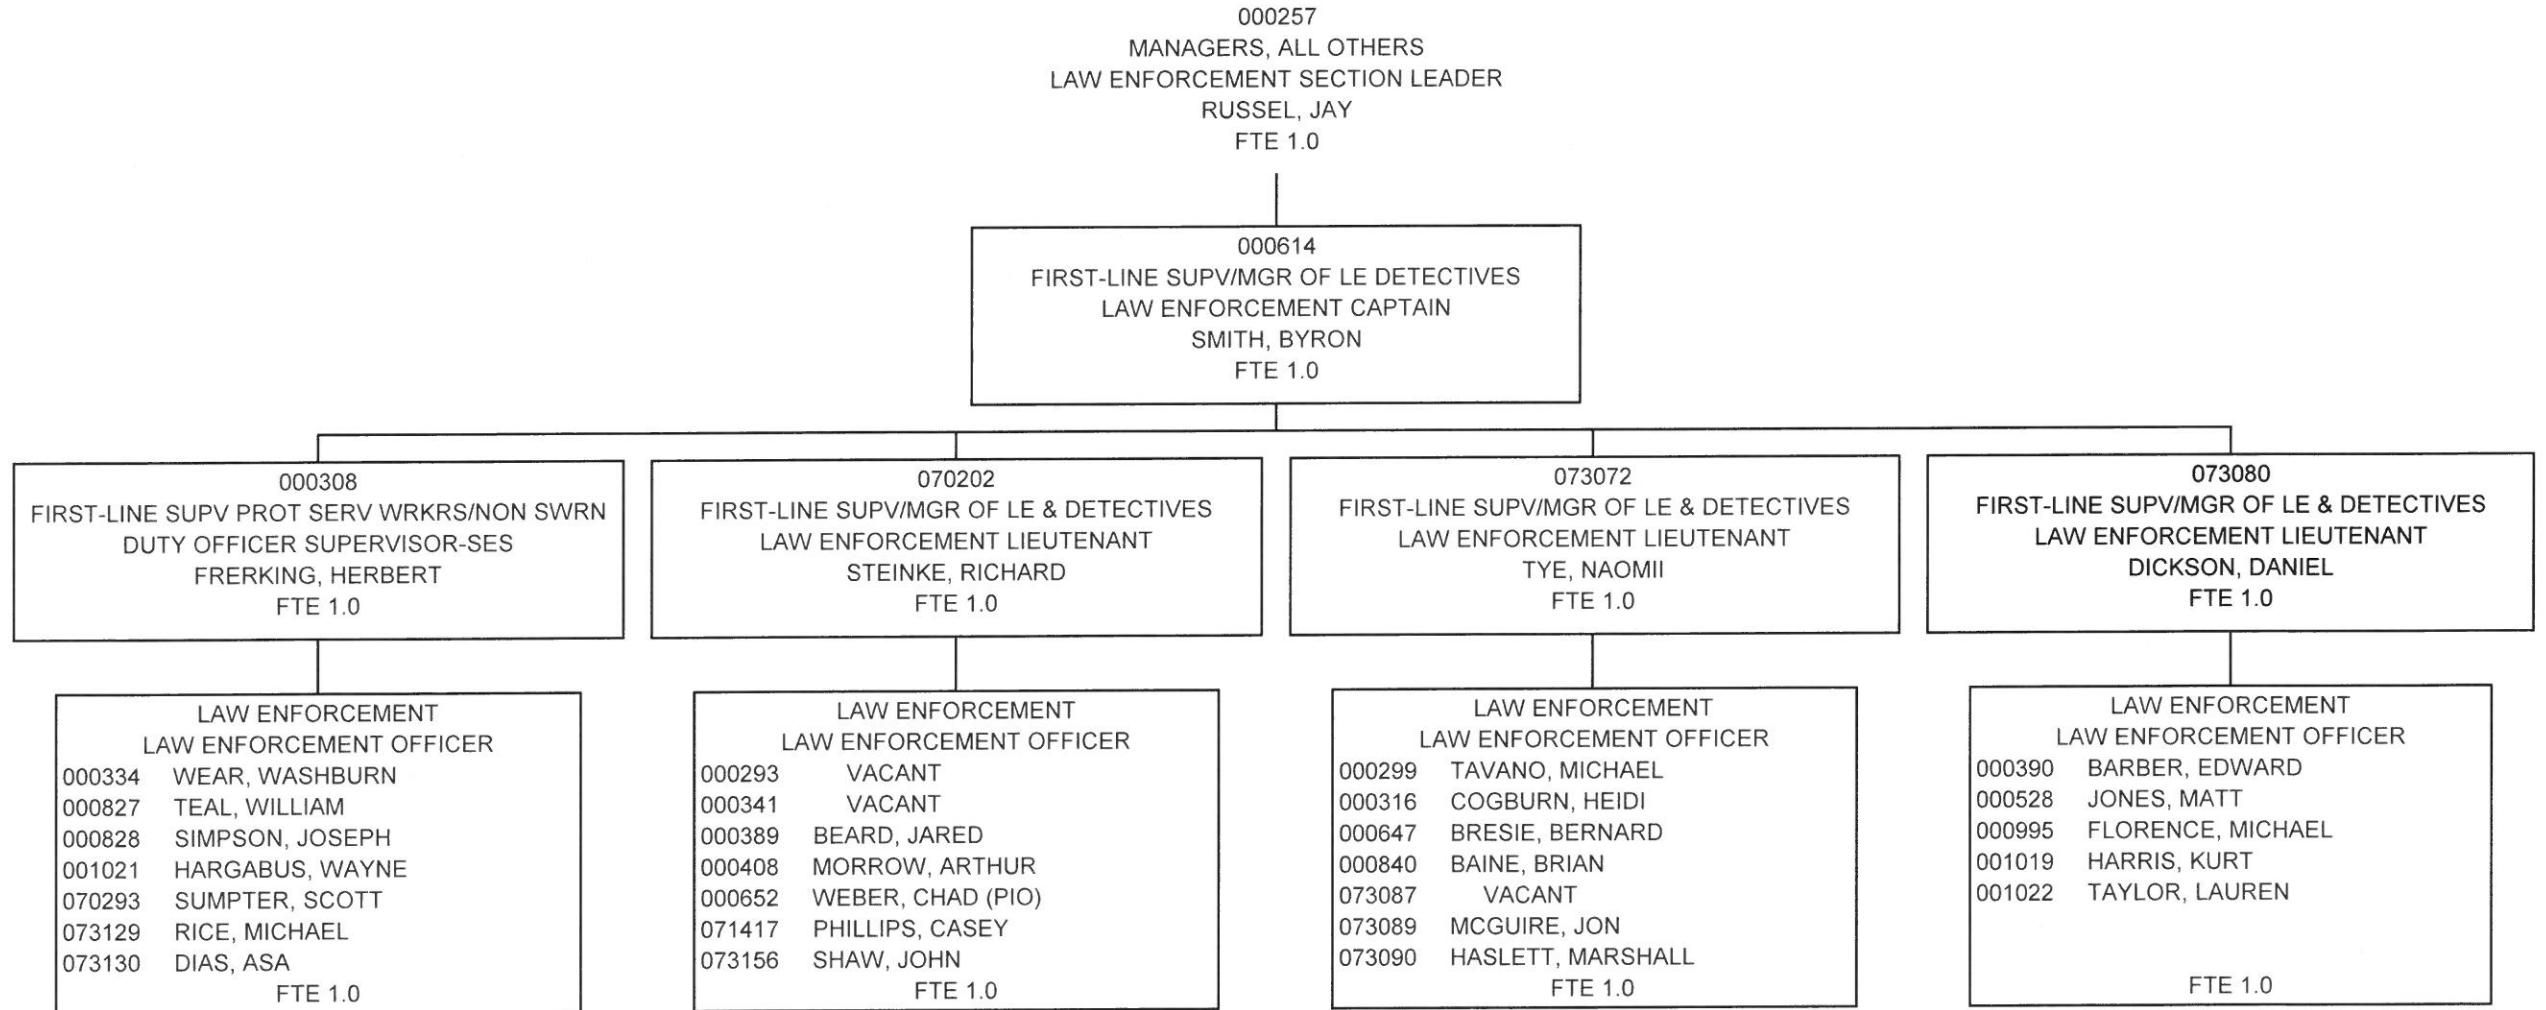 000257
MANAGERS, ALL OTHERS
LAW ENFORCEMENT SECTION LEADER
RUSSEL, JAY
FTE 1.0
000614
FIRST-LINE SUPV/MGR OF LE DETECTIVES
LAW ENFORCEMENT CAPTAIN
SMITH, BYRON
FTE 1.0
000308
FIRST-LINE SUPV PROT SERV WRKRS/NON SWRN
DUTY OFFICER SUPERVISOR-SES
FRERKING, HERBERT
FTE 1.0
070202
FIRST-LINE SUPV/MGR OF LE & DETECTIVES
LAW ENFORCEMENT LIEUTENANT
STEINKE, RICHARD
FTE 1.0
073072
FIRST-LINE SUPV/MGR OF LE & DETECTIVES
LAW ENFORCEMENT LIEUTENANT
TYE, NAOMII
FTE 1.0
073080
FIRST-LINE SUPV/MGR OF LE & DETECTIVES
LAW ENFORCEMENT LIEUTENANT
DICKSON, DANIEL
FTE 1.0
LAW ENFORCEMENT
LAW ENFORCEMENT OFFICER
000334 WEAR, WASHBURN
000827 TEAL, WILLIAM
000828 SIMPSON, JOSEPH
001021 HARGABUS, WAYNE
070293 SUMPTER, SCOTT
073129 RICE, MICHAEL
073130 DIAS, ASA
FTE 1.0
LAW ENFORCEMENT
LAW ENFORCEMENT OFFICER
000293 VACANT
000341 VACANT
000389 BEARD, JARED
000408 MORROW, ARTHUR
000652 WEBER, CHAD (PIO)
071417 PHILLIPS, CASEY
073156 SHAW, JOHN
FTE 1.0
LAW ENFORCEMENT
LAW ENFORCEMENT OFFICER
000299 TAVANO, MICHAEL
000316 COGBURN, HEIDI
000647 BRESIE, BERNARD
000840 BAINE, BRIAN
073087 VACANT
073089 MCGUIRE, JON
073090 HASLETT, MARSHALL
FTE 1.0
LAW ENFORCEMENT
LAW ENFORCEMENT OFFICER
000390 BARBER, EDWARD
000528 JONES, MATT
000995 FLORENCE, MICHAEL
001019 HARRIS, KURT
001022 TAYLOR, LAUREN
FTE 1.0